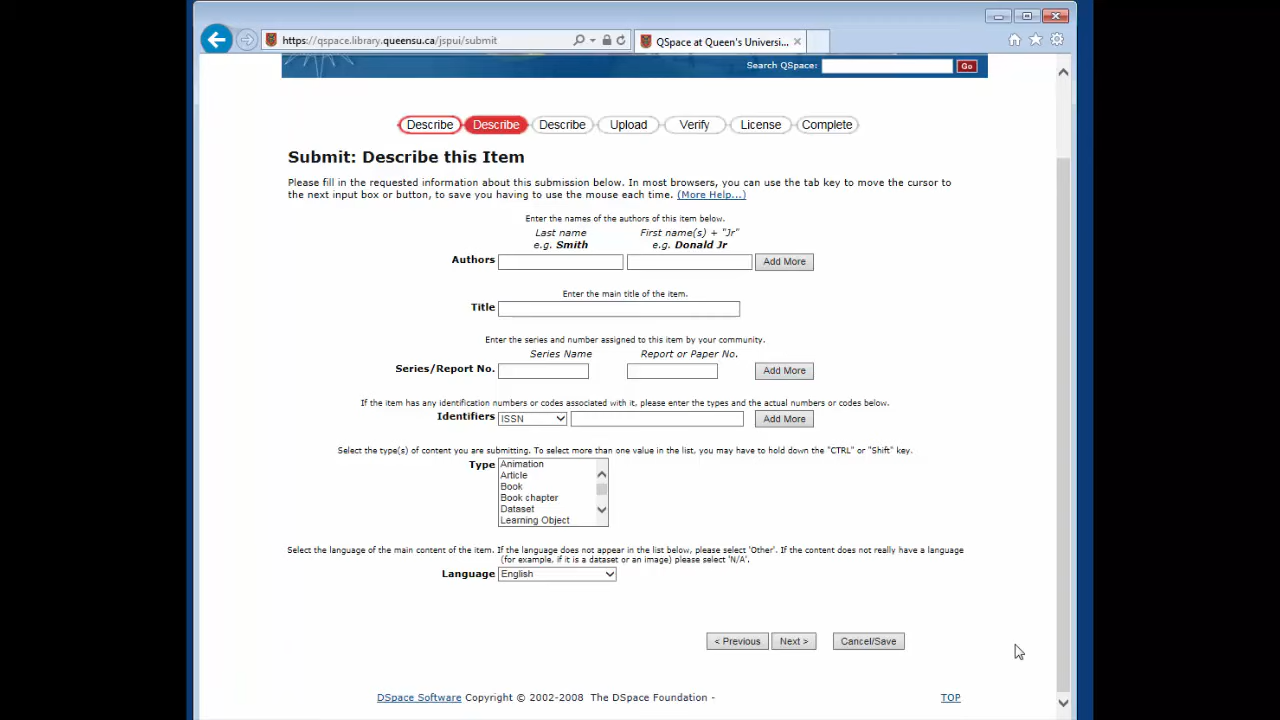 https://qspace.library.queensu.ca/jspui/submit
QSpace at Queen's Universi...
Search QSpace:
Go
Describe Describe Describe Upload Verify License Complete
Submit: Describe this Item
Please fill in the requested information about this submission below. In most browsers, you can use the tab key to move the cursor to
the next input box or button, to save you having to use the mouse each time. (More Help...)
Enter the names of the authors of this item below.
Last name First name(s) + "Jr"
e.g. Smith e.g. Donald Jr
Authors Add More
Enter the main title of the item.
Title
Enter the series and number assigned to this item by your community.
Series Name Report or Paper No.
Series/Report No. Add More
If the item has any identification numbers or codes associated with it, please enter the types and the actual numbers or codes below.
Identifiers ISSN Add More
Select the type(s) of content you are submitting. To select more than one value in the list, you may have to hold down the "CTRL" or "Shift" key.
Type Animation
Article
Book
Book chapter
Dataset
Learning Object
Select the language of the main content of the item. If the language does not appear in the list below, please select 'Other'. If the content does not really have a language
(for example, if it is a dataset or an image) please select 'N/A'.
Language English
< Previous Next > Cancel/Save
DSpace Software Copyright © 2002-2008 The DSpace Foundation - TOP